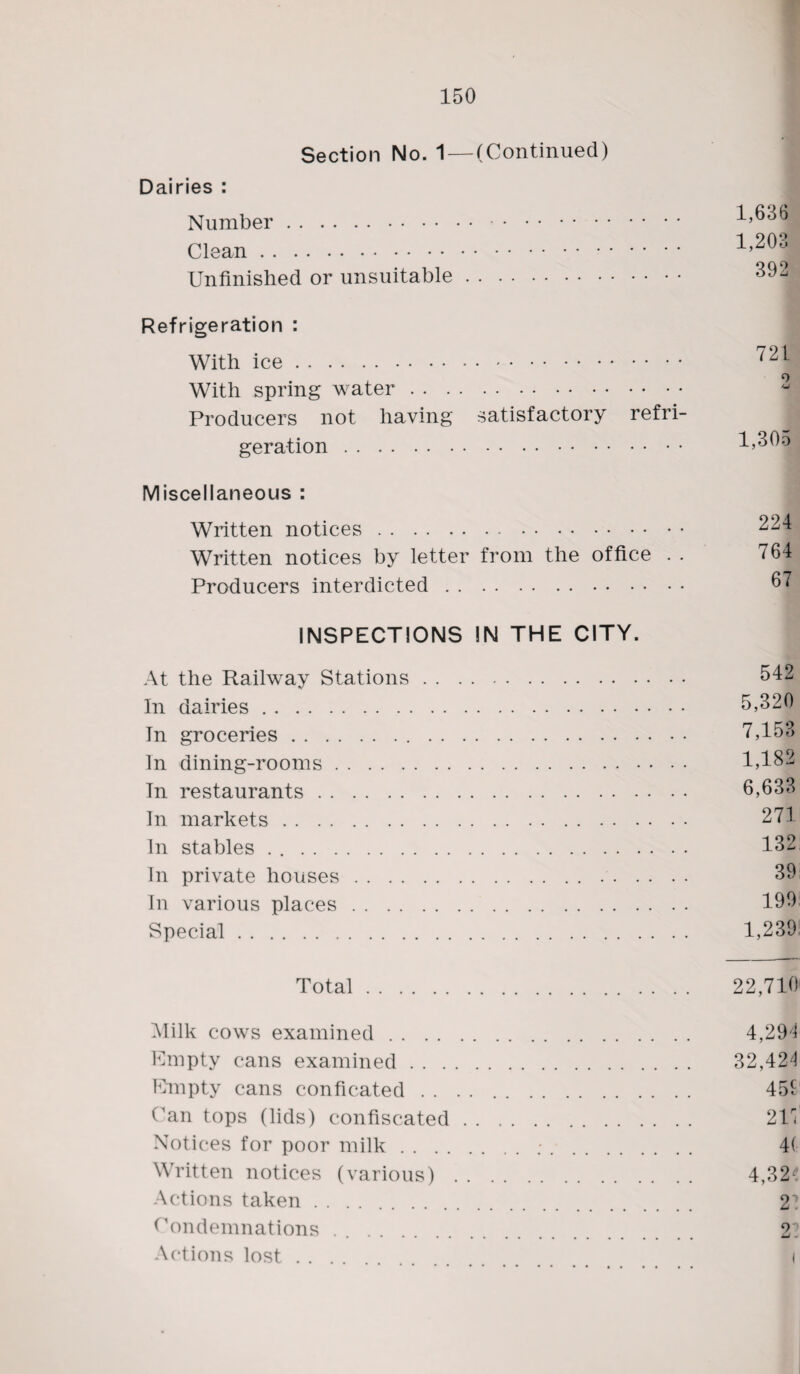 150
Section No. 1—(Continued)
Dairies :
Number . . . . 1,636
Clean . . . . 1,203
Unfinished or unsuitable . . . . 392
Refrigeration :
With ice . . . . 721
With spring water . . . . 2
Producers not having satisfactory refri-
geration . . . . 1,305
Miscellaneous :
Written notices . . . . 224
Written notices by letter from the office . . 764
Producers interdicted . . . . 67
INSPECTIONS IN THE CITY.
At the Railway Stations . . . . 542
In dairies . . . . 5,320
In groceries . . . . 7,153
In dining-rooms . . . . 1,182
In restaurants . . . . 6,633
In markets . . . . 271
In stables . . . . 132
In private houses . . . . 39
In various places . . . . 199
Special . . . . 1,239
Total . . . . 22,710
Milk cows examined . . . . 4,294
Empty cans examined . . . . 32,424
Empty cans conficated . . . .
Can tops (lids) confiscated . . . .
Notices for poor milk . . . .
Written notices (various) . . . .
Actions taken . . . .
Condemnations . . . .
Actions lost . . . .